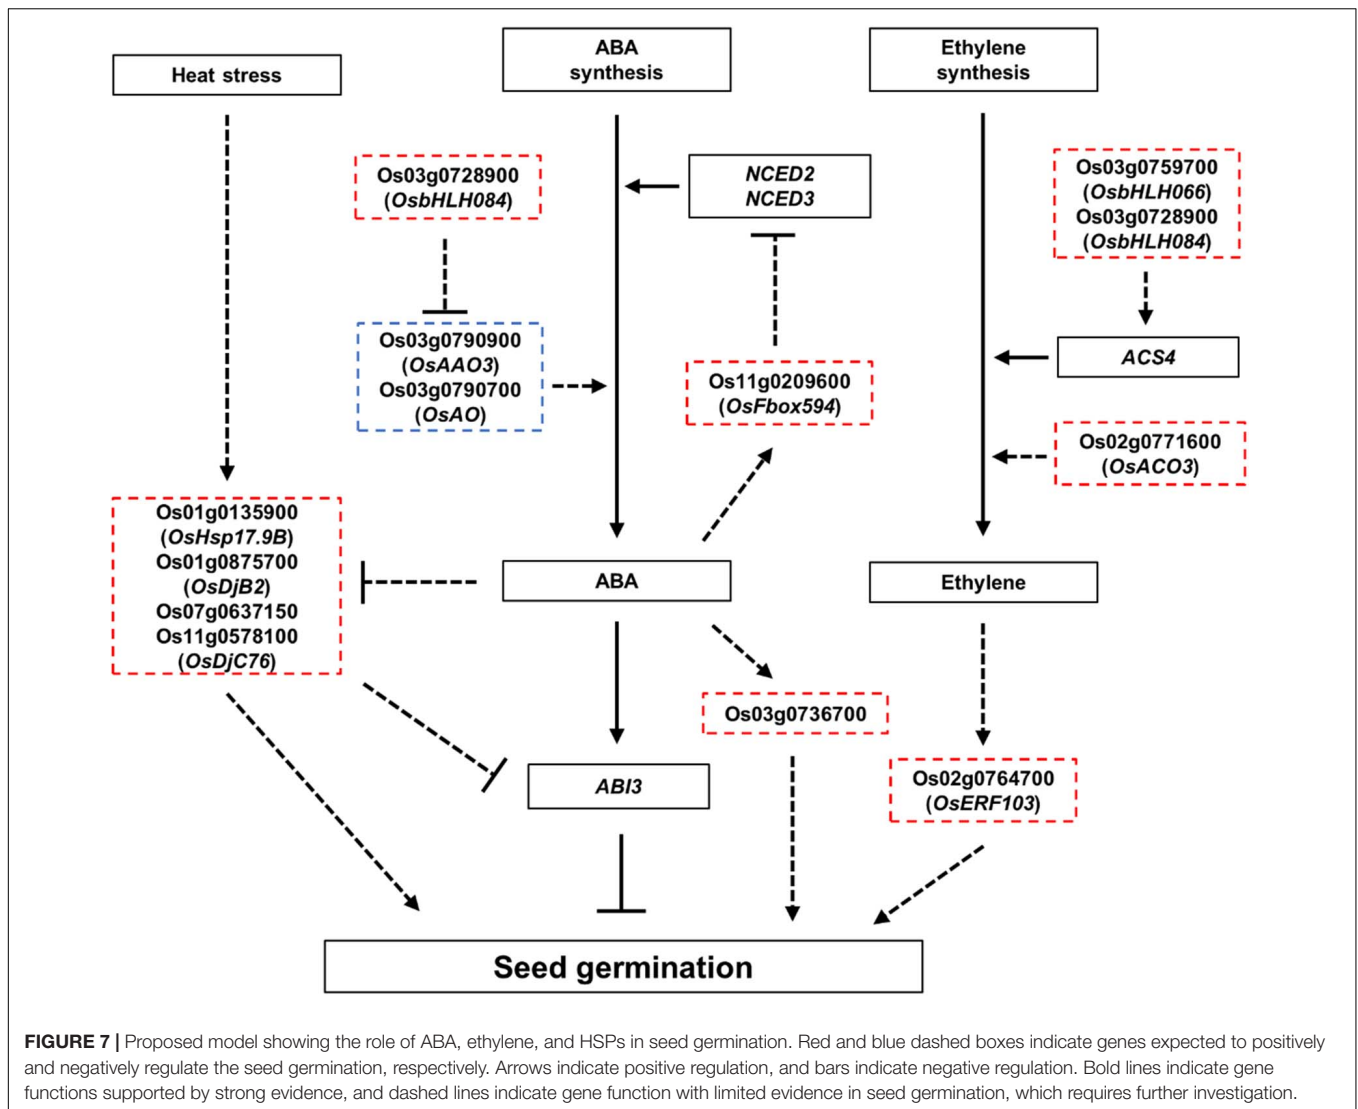 Heat stress
ABA
synthesis
Ethylene
synthesis
Os03g0728900
(OsbHLH084)
NCED2
NCED3
Os03g0759700
(OsbHLH066)
Os03g0728900
(OsbHLH084)
Os03g0790900
(OsAAO3)
Os03g0790700
(OsAO)
Os11g0209600
(OsFbox594)
ACS4
Os02g0771600
(OsACO3)
Os01g0135900
(OsHsp17.9B)
Os01g0875700
(OsDjB2)
Os07g0637150
Os11g0578100
(OsDjC76)
ABA
Ethylene
Os03g0736700
ABI3
Os02g0764700
(OsERF103)
Seed germination
FIGURE 7 | Proposed model showing the role of ABA, ethylene, and HSPs in seed germination. Red and blue dashed boxes indicate genes expected to positively
and negatively regulate the seed germination, respectively. Arrows indicate positive regulation, and bars indicate negative regulation. Bold lines indicate gene
functions supported by strong evidence, and dashed lines indicate gene function with limited evidence in seed germination, which requires further investigation.